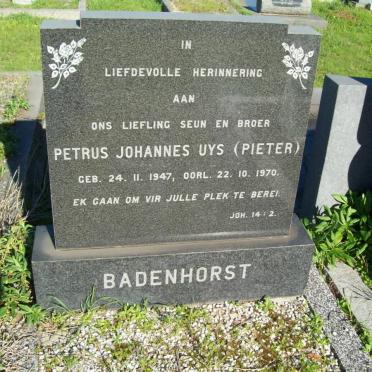 IN
LIEFDEVOLLE HERINNERING
AAN
ONS LIEFLING SEUN EN BROER
PETRUS JOHANNES UYS (PIETER)
GEB. 24. 11. 1947, OORL. 22. 10. 1970.
EK GAAN OM VIR JULLE PLEK TE BEREI.
JOH. 14 : 2.
BADENHORST